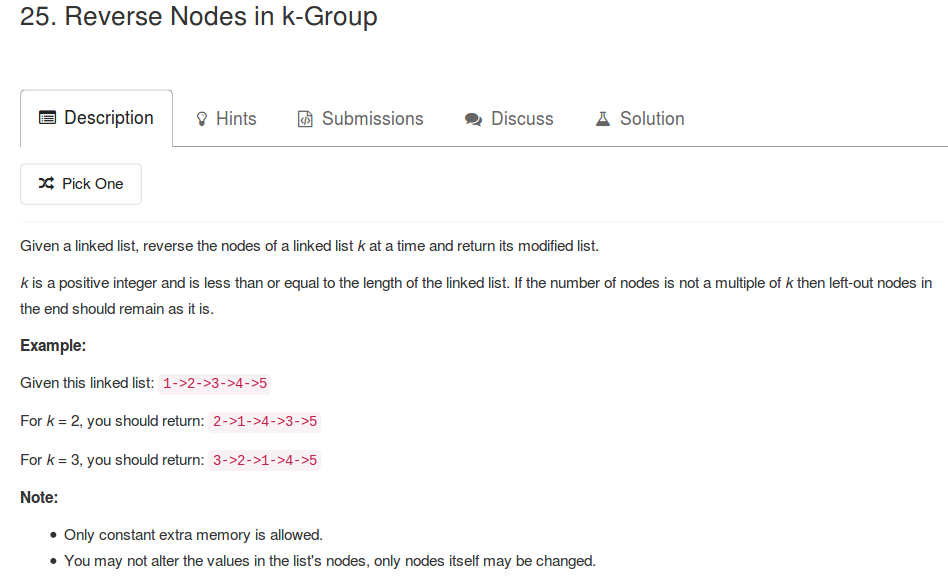 25. Reverse Nodes in k-Group
Description
Hints
Submissions
Discuss
Solution
Pick One
Given a linked list, reverse the nodes of a linked list k at a time and return its modified list.
k is a positive integer and is less than or equal to the length of the linked list. If the number of nodes is not a multiple of k then left-out nodes in
the end should remain as it is.
Example:
Given this linked list: 1->2->3->4->5
For k = 2, you should return: 2->1->4->3->5
For k = 3, you should return: 3->2->1->4->5
Note:
• Only constant extra memory is allowed.
• You may not alter the values in the list's nodes, only nodes itself may be changed.